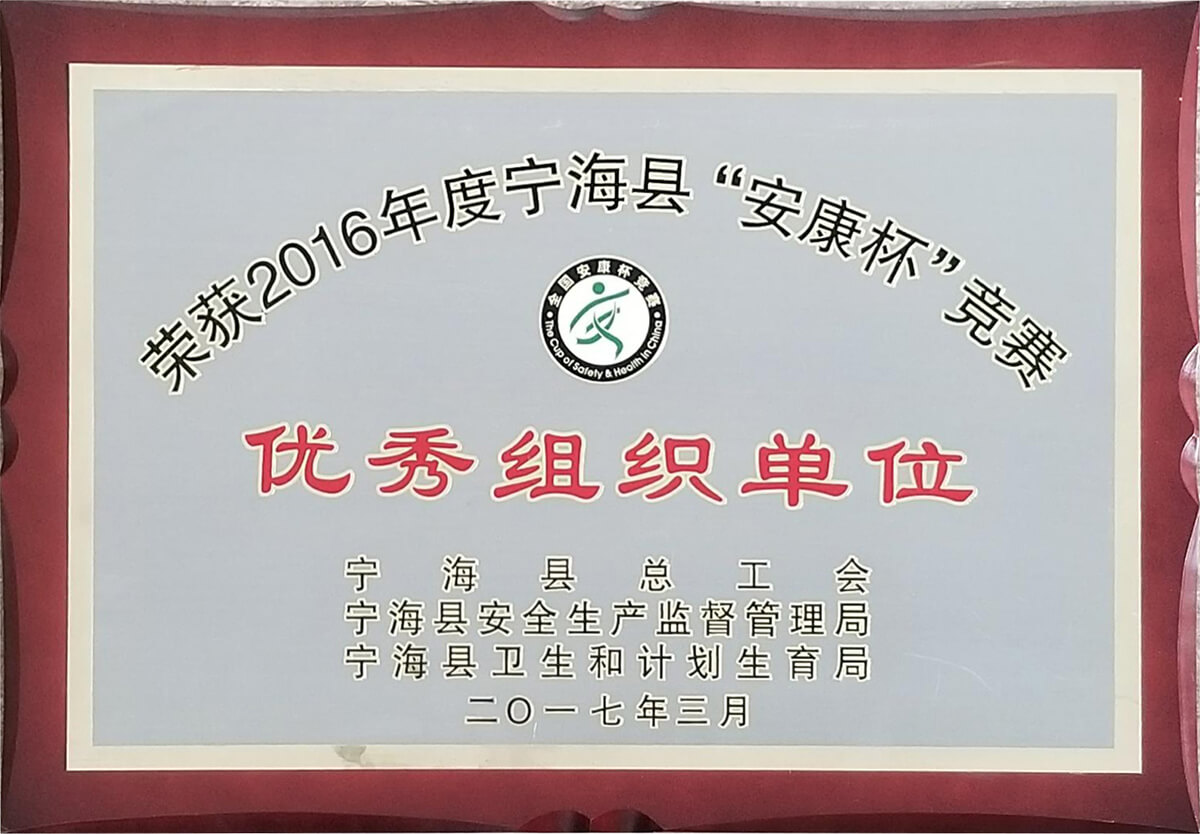 荣获2016年度宁海县“安康杯”竞赛
全国安康杯竞赛
The Cup of Safety & Health in China
优秀组织单位
宁海县总工会
宁海县安全生产监督管理局
宁海县卫生和计划生育局
二〇一七年三月